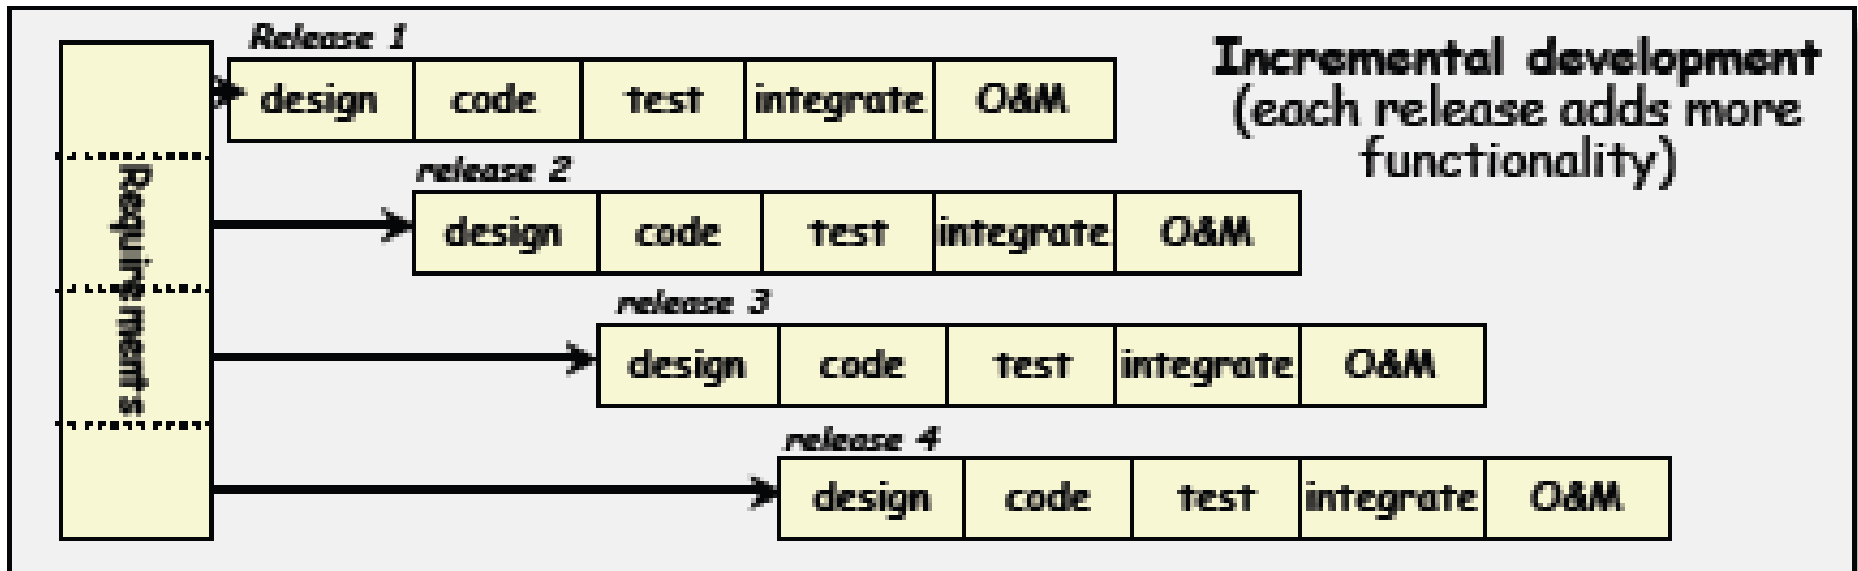 Release 1
design code test integrate O&M
Incremental development
(each release adds more
functionality)
release 2
design code test integrate O&M
Requirements
release 3
design code test integrate O&M
release 4
design code test integrate O&M